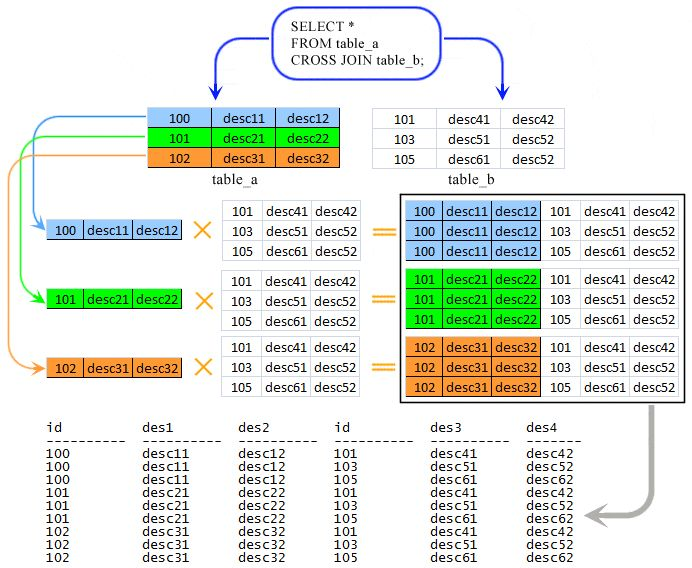 SELECT *
FROM table_a
CROSS JOIN table_b;
100 desc11 desc12 101 desc41 desc42
101 desc21 desc22 103 desc51 desc52
102 desc31 desc32 105 desc61 desc52
table_a table_b
101 desc41 desc42 100 desc11 desc12 101 desc41 desc42
100 desc11 desc12 × 103 desc51 desc52 = 100 desc11 desc12 103 desc51 desc52
105 desc61 desc52 100 desc11 desc12 105 desc61 desc52
101 desc41 desc42 101 desc21 desc22 101 desc41 desc42
101 desc21 desc22 × 103 desc51 desc52 = 101 desc21 desc22 103 desc51 desc52
105 desc61 desc52 101 desc21 desc22 105 desc61 desc52
101 desc41 desc42 102 desc31 desc32 101 desc41 desc42
102 desc31 desc32 × 103 desc51 desc52 = 102 desc31 desc32 103 desc51 desc52
105 desc61 desc52 102 desc31 desc32 105 desc61 desc52
id des1 des2 id des3 des4
---------- ---------- ---------- ---------- ---------- -------
100 desc11 desc12 101 desc41 desc42
100 desc11 desc12 103 desc51 desc52
100 desc11 desc12 105 desc61 desc62
101 desc21 desc22 101 desc41 desc42
101 desc21 desc22 103 desc51 desc52
101 desc21 desc22 105 desc61 desc62
102 desc31 desc32 101 desc41 desc42
102 desc31 desc32 103 desc51 desc52
102 desc31 desc32 105 desc61 desc62